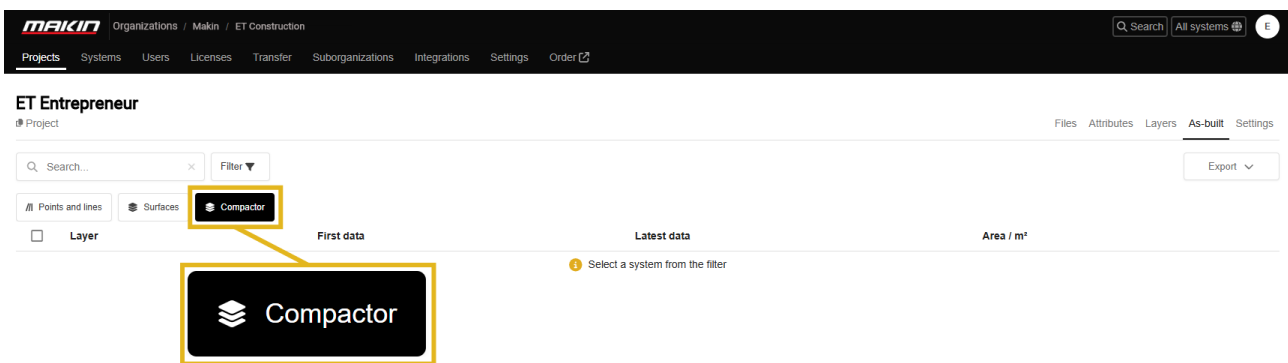 MAKIN Organizations / Makin / ET Construction Search All systems E
Projects Systems Users Licenses Transfer Suborganizations Integrations Settings Order
ET Entrepreneur
Project Files Attributes Layers As-built Settings
Search... × Filter Export
Points and lines Surfaces Compactor
Layer First data Latest data Area / m²
Select a system from the filter
Compactor